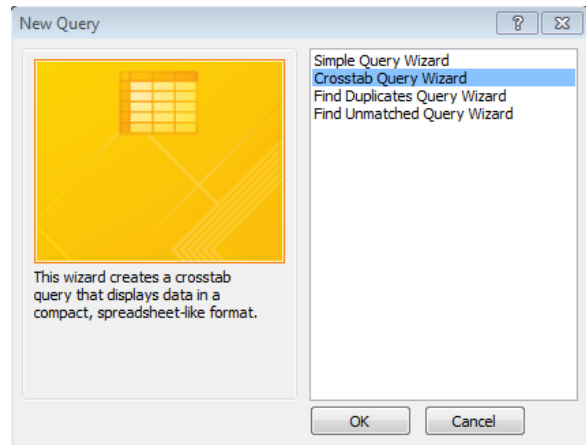 New Query
Simple Query Wizard
Crosstab Query Wizard
Find Duplicates Query Wizard
Find Unmatched Query Wizard
This wizard creates a crosstab
query that displays data in a
compact, spreadsheet-like format.
OK
Cancel